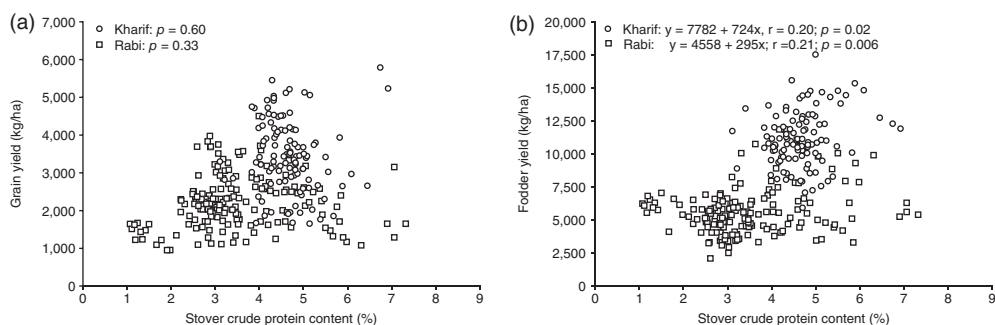 (a)
7,000
6,000
5,000
4,000
3,000
2,000
1,000
0
Grain yield (kg/ha)
Kharif: p = 0.60
Rabi: p = 0.33
0 1 2 3 4 5 6 7 8 9
Stover crude protein content (%)
(b)
20,000
17,500
15,000
12,500
10,000
7,500
5,000
2,500
0
Fodder yield (kg/ha)
Kharif: y = 7782 + 724x, r = 0.20; p = 0.02
Rabi: y = 4558 + 295x; r =0.21; p = 0.006
0 1 2 3 4 5 6 7 8 9
Stover crude protein content (%)